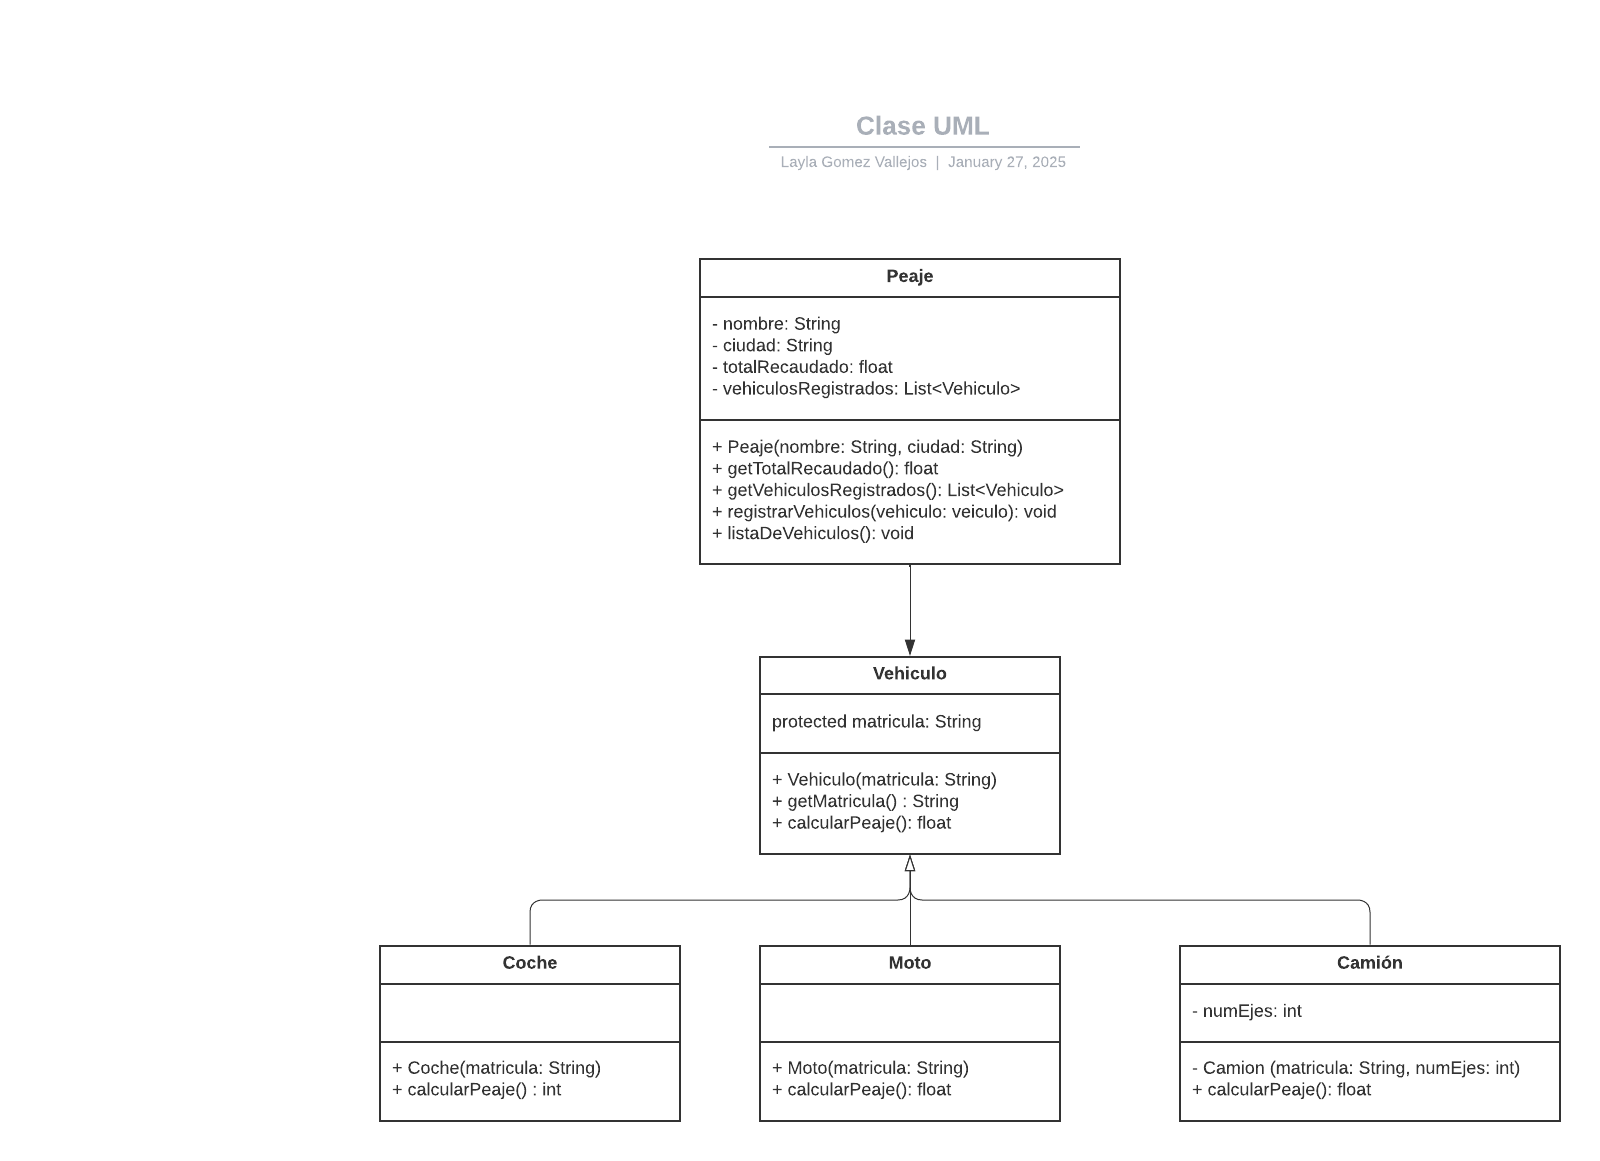 Clase UML
Layla Gomez Vallejos | January 27, 2025
Peaje
- nombre: String
- ciudad: String
- totalRecaudado: float
- vehiculosRegistrados: List<Vehiculo>
+ Peaje(nombre: String, ciudad: String)
+ getTotalRecaudado(): float
+ getVehiculosRegistrados(): List<Vehiculo>
+ registrarVehiculos(vehiculo: veiculo): void
+ listaDeVehiculos(): void
Vehiculo
protected matricula: String
+ Vehiculo(matricula: String)
+ getMatricula() : String
+ calcularPeaje(): float
Coche
+ Coche(matricula: String)
+ calcularPeaje() : int
Moto
+ Moto(matricula: String)
+ calcularPeaje(): float
Camión
- numEjes: int
- Camion (matricula: String, numEjes: int)
+ calcularPeaje(): float